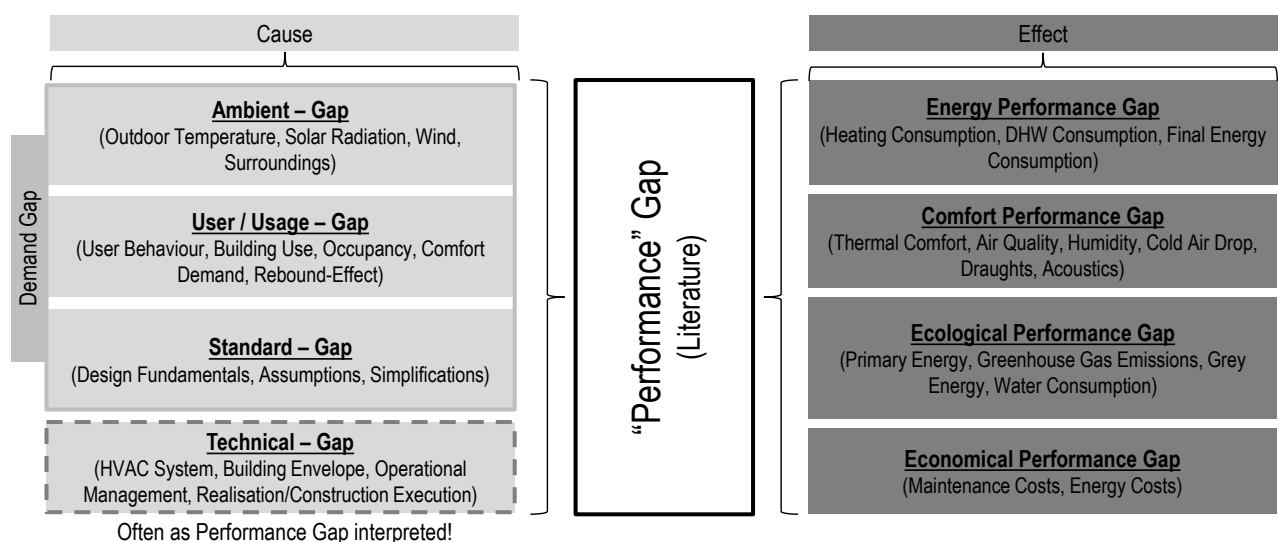 Cause
Effect
Demand Gap
Ambient – Gap
(Outdoor Temperature, Solar Radiation, Wind,
Surroundings)
User / Usage – Gap
(User Behaviour, Building Use, Occupancy, Comfort
Demand, Rebound-Effect)
Standard – Gap
(Design Fundamentals, Assumptions, Simplifications)
Technical – Gap
(HVAC System, Building Envelope, Operational
Management, Realisation/Construction Execution)
Often as Performance Gap interpreted!
“Performance” Gap
(Literature)
Energy Performance Gap
(Heating Consumption, DHW Consumption, Final Energy
Consumption)
Comfort Performance Gap
(Thermal Comfort, Air Quality, Humidity, Cold Air Drop,
Draughts, Acoustics)
Ecological Performance Gap
(Primary Energy, Greenhouse Gas Emissions, Grey
Energy, Water Consumption)
Economical Performance Gap
(Maintenance Costs, Energy Costs)